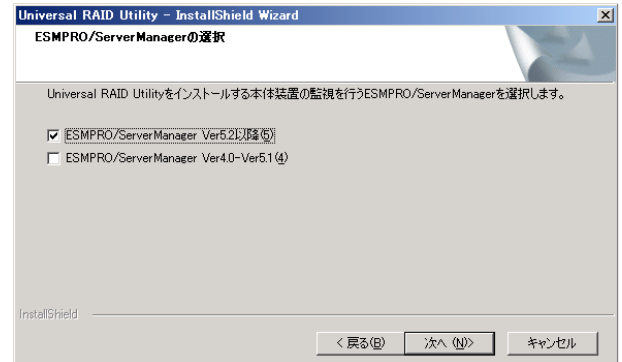 Universal RAID Utility - InstallShield Wizard
ESMPRO/ServerManagerの選択
Universal RAID Utilityをインストールする本体装置の監視を行うESMPRO/ServerManagerを選択します。
ESMPRO/ServerManager Ver5.2以降(5)
ESMPRO/ServerManager Ver4.0-Ver5.1(4)
InstallShield
< 戻る(B)
次へ (N)>
キャンセル